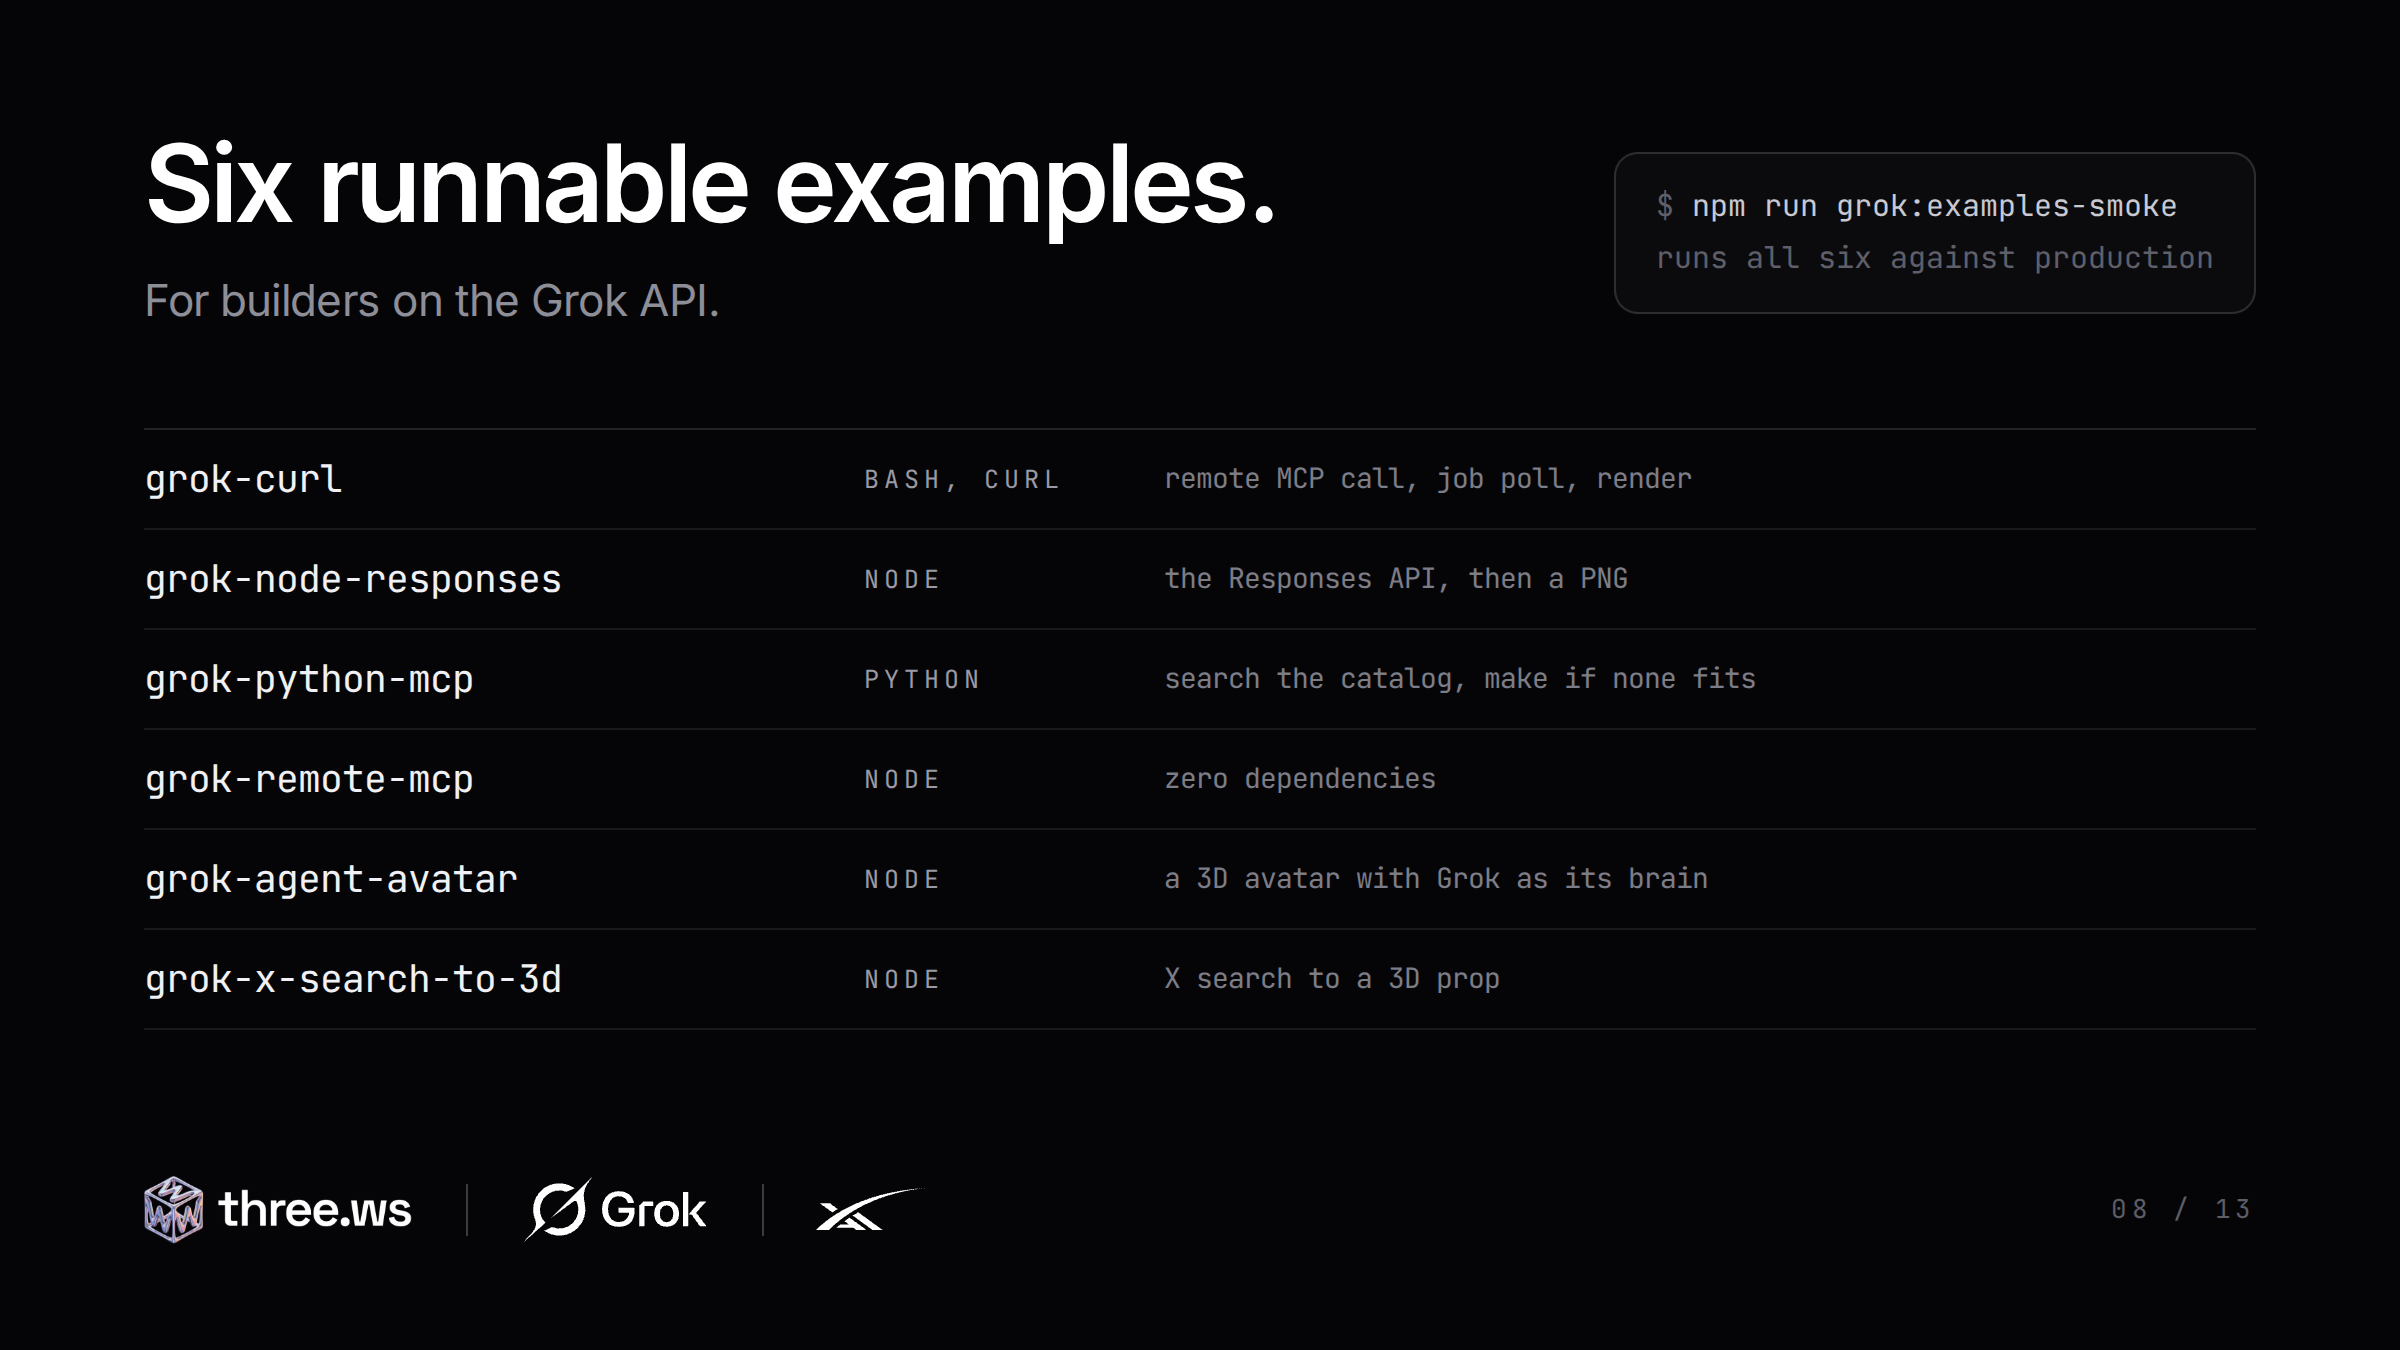 Six runnable examples.
For builders on the Grok API.
$ npm run grok:examples-smoke
runs all six against production
grok-curl BASH, CURL remote MCP call, job poll, render
grok-node-responses NODE the Responses API, then a PNG
grok-python-mcp PYTHON search the catalog, make if none fits
grok-remote-mcp NODE zero dependencies
grok-agent-avatar NODE a 3D avatar with Grok as its brain
grok-x-search-to-3d NODE X search to a 3D prop
three.ws Grok
08 / 13